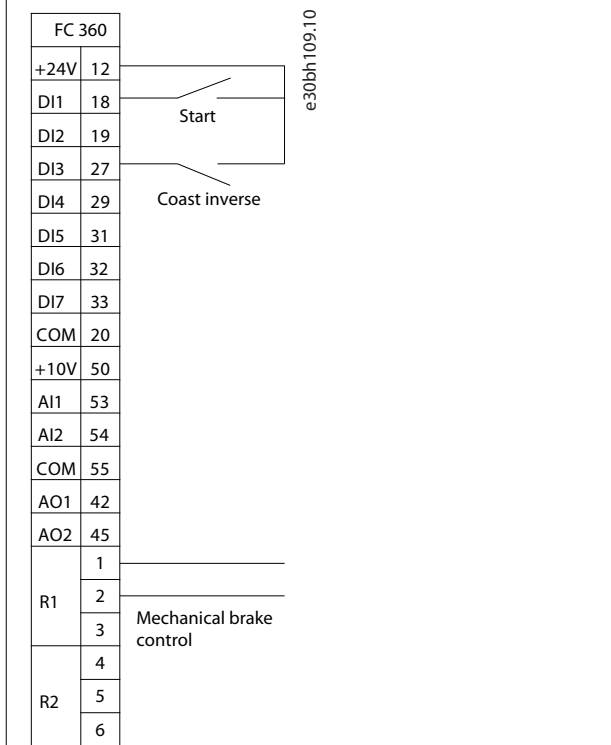 FC 360
+24V 12
DI1 18
Start
DI2 19
DI3 27
DI4 29
Coast inverse
DI5 31
DI6 32
DI7 33
COM 20
+10V 50
AI1 53
AI2 54
COM 55
AO1 42
AO2 45
R1
1
2
3
Mechanical brake
control
R2
4
5
6
e30bh109.10